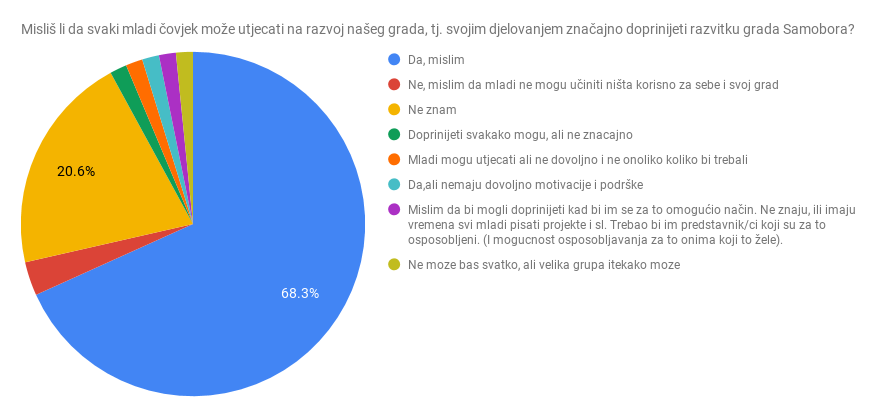 Misliš li da svaki mladi čovjek može utjecati na razvoj našeg grada, tj. svojim djelovanjem značajno doprinijeti razvitku grada Samobora?
20.6%
68.3%
Da, mislim
Ne, mislim da mladi ne mogu učiniti ništa korisno za sebe i svoj grad
Ne znam
Doprinijeti svakako mogu, ali ne znacajno
Mladi mogu utjecati ali ne dovoljno i ne onoliko koliko bi trebali
Da,ali nemaju dovoljno motivacije i podrške
Mislim da bi mogli doprinijeti kad bi im se za to omogućio način. Ne znaju, ili imaju
vremena svi mladi pisati projekte i sl. Trebao bi im predstavnik/ci koji su za to
osposobljeni. (I mogucnost osposobljavanja za to onima koji to žele).
Ne moze bas svatko, ali velika grupa itekako moze